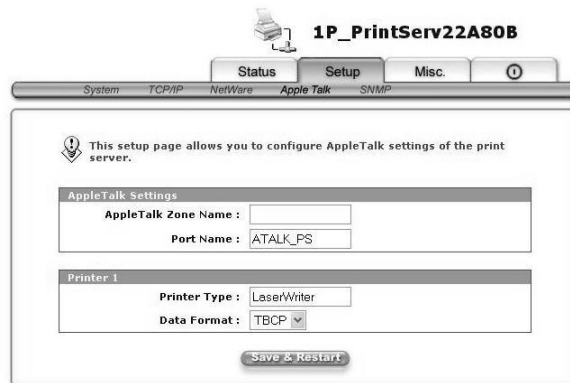 1P_PrintServ22A80B
Status Setup Misc.
System TCP/IP NetWare Apple Talk SNMP
This setup page allows you to configure AppleTalk settings of the print
server.
AppleTalk Settings
AppleTalk Zone Name :
Port Name : ATALK_PS
Printer 1
Printer Type : LaserWriter
Data Format : TBCP
Save & Restart